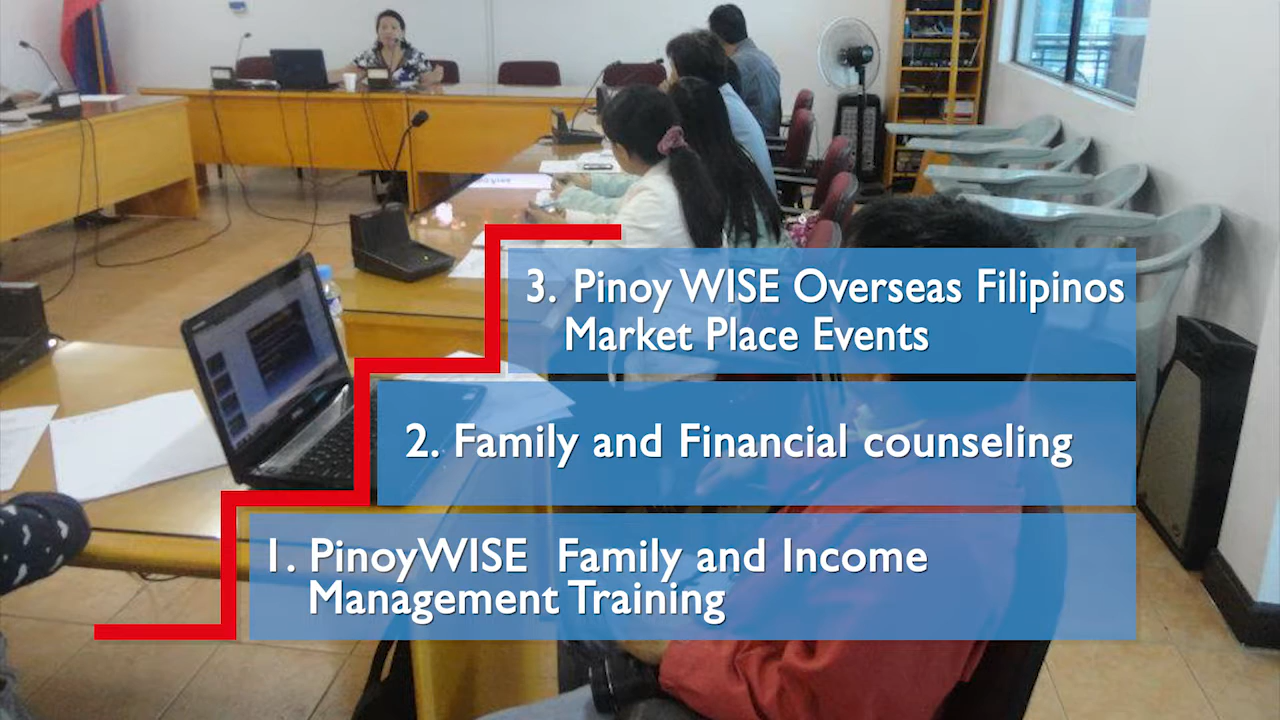 3. Pinoy WISE Overseas Filipinos
Market Place Events
2. Family and Financial counseling
1. PinoyWISE Family and Income
Management Training